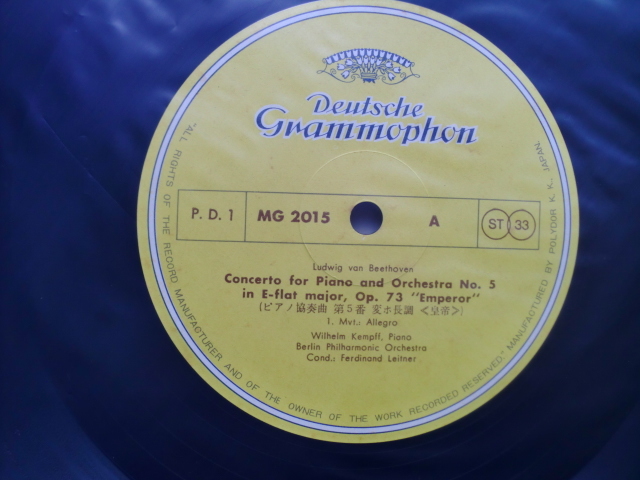 Deutsche
Grammophon
P. D. 1 MG 2015 A ST 33
Ludwig van Beethoven
Concerto for Piano and Orchestra No. 5
in E-flat major, Op. 73 "Emperor"
(ピアノ協奏曲 第5番 変ホ長調 <皇帝>)
1. Mvt.: Allegro
Wilhelm Kempff, Piano
Berlin Philharmonic Orchestra
Cond.: Ferdinand Leitner
"ALL RIGHTS OF THE RECORD MANUFACTURER AND OF THE OWNER OF THE WORK RECORDED RESERVED." MANUFACTURED BY POLYDOR K. K., JAPAN.